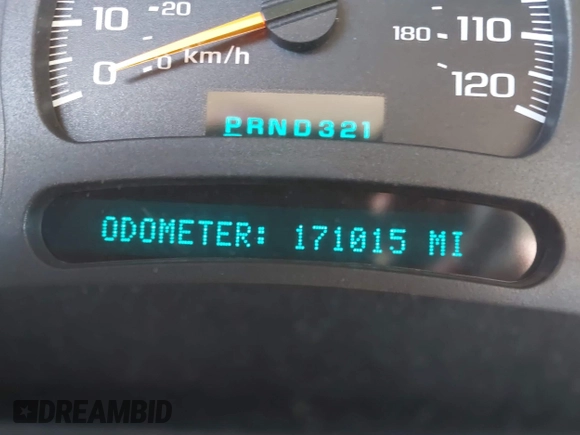 10 20 180 110
0 0 km/h 120
PRND321
ODOMETER: 171015 MI
DREAMBID